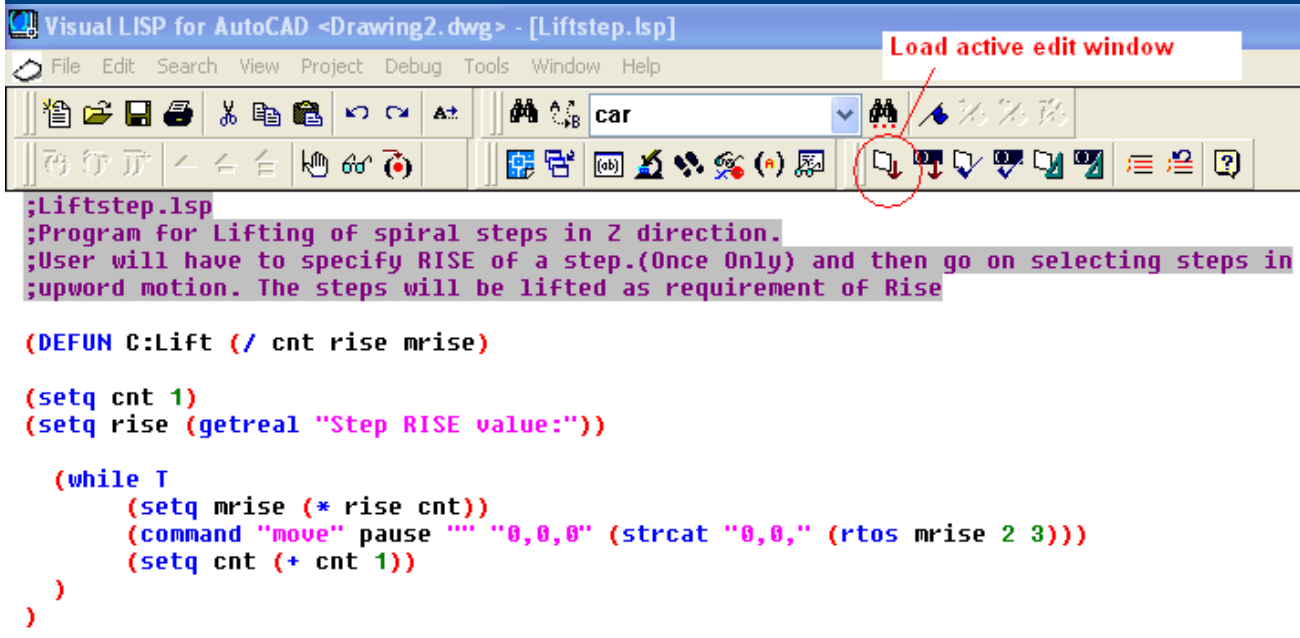 Visual LISP for AutoCAD <Drawing2.dwg> - [Liftstep.lsp]
Load active edit window
File Edit Search View Project Debug Tools Window Help
car
;Liftstep.lsp
;Program for Lifting of spiral steps in Z direction.
;User will have to specify RISE of a step.(Once Only) and then go on selecting steps in
;upword motion. The steps will be lifted as requirement of Rise
(DEFUN C:Lift (/ cnt rise mrise)
(setq cnt 1)
(setq rise (getreal "Step RISE value:"))
(while T
(setq mrise (* rise cnt))
(command "move" pause "" "0,0,0" (strcat "0,0," (rtos mrise 2 3)))
(setq cnt (+ cnt 1))
)
)